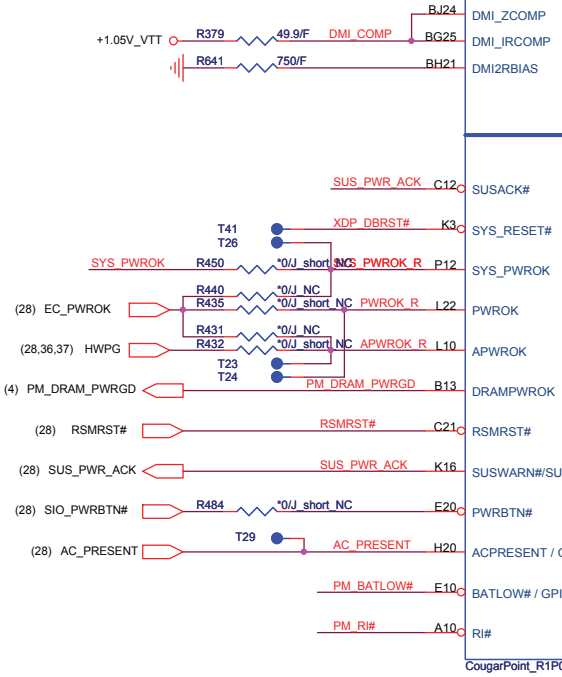 BJ24 DMI_ZCOMP
+1.05V_VTT R379 49.9/F DMI_COMP BG25 DMI_IRCOMP
R641 750/F BH21 DMI2RBIAS
SUS_PWR_ACK C12 SUSACK#
T41 XDP_DBRST# K3 SYS_RESET#
T26
SYS_PWROK R450 *0/J_short_NC SYS_PWROK_R P12 SYS_PWROK
R440 *0/J_NC
(28) EC_PWROK R435 *0/J_short_NC PWROK_R L22 PWROK
R431 *0/J_NC
(28,36,37) HWPG R432 *0/J_short_NC APWROK_R L10 APWROK
T23
T24
(4) PM_DRAM_PWRGD PM_DRAM_PWRGD B13 DRAMPWROK
(28) RSMRST# RSMRST# C21 RSMRST#
(28) SUS_PWR_ACK SUS_PWR_ACK K16 SUSWARN#/SU
(28) SIO_PWRBTN# R484 *0/J_short_NC E20 PWRBTN#
T29
(28) AC_PRESENT AC_PRESENT H20 ACPRESENT /
PM_BATLOW# E10 BATLOW# / GPI
PM_RI# A10 RI#
CougarPoint_R1P0